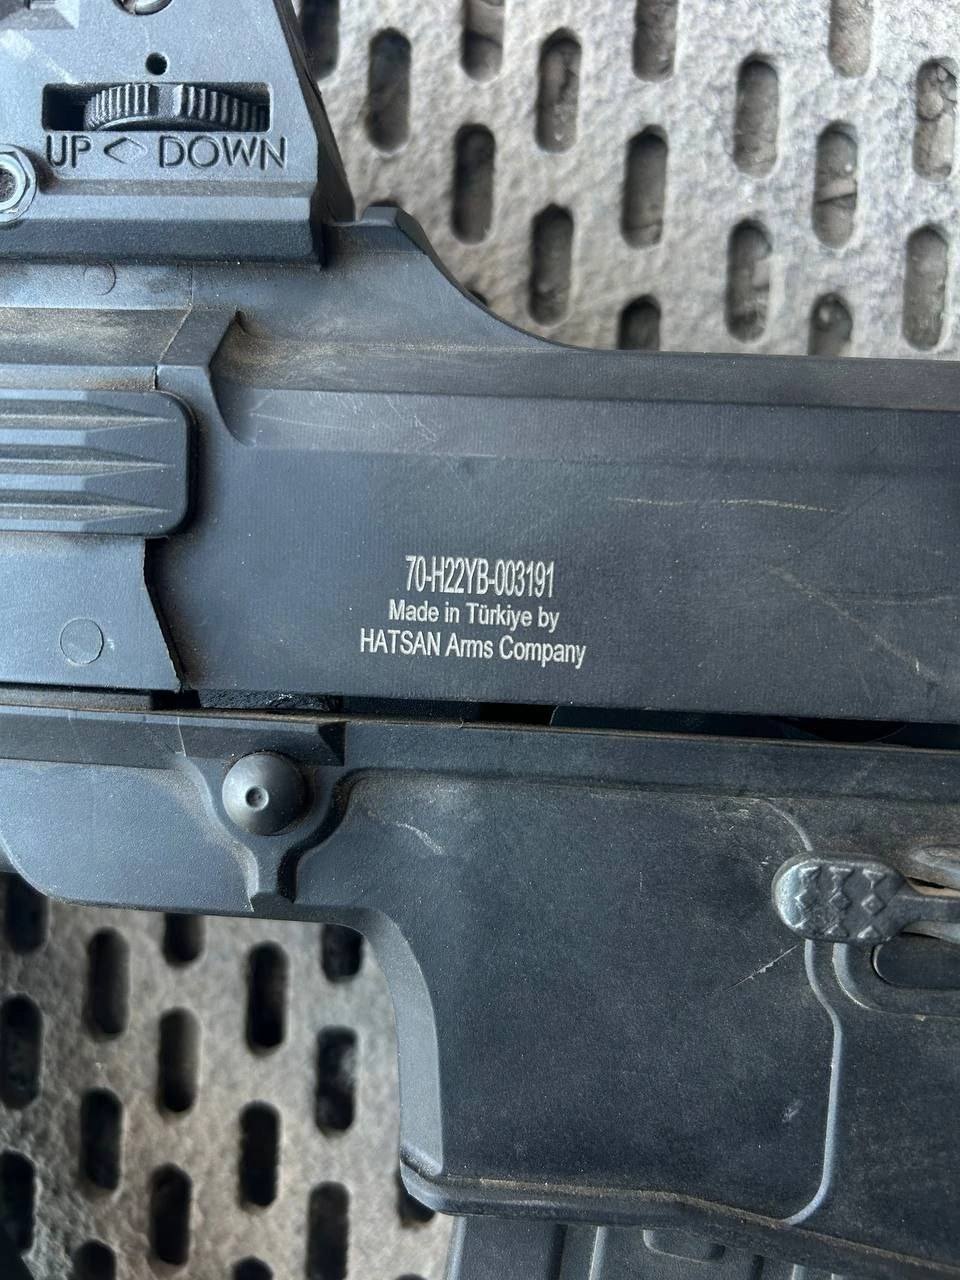 UP <> DOWN
70-H22YB-003191
Made in Türkiye by
HATSAN Arms Company